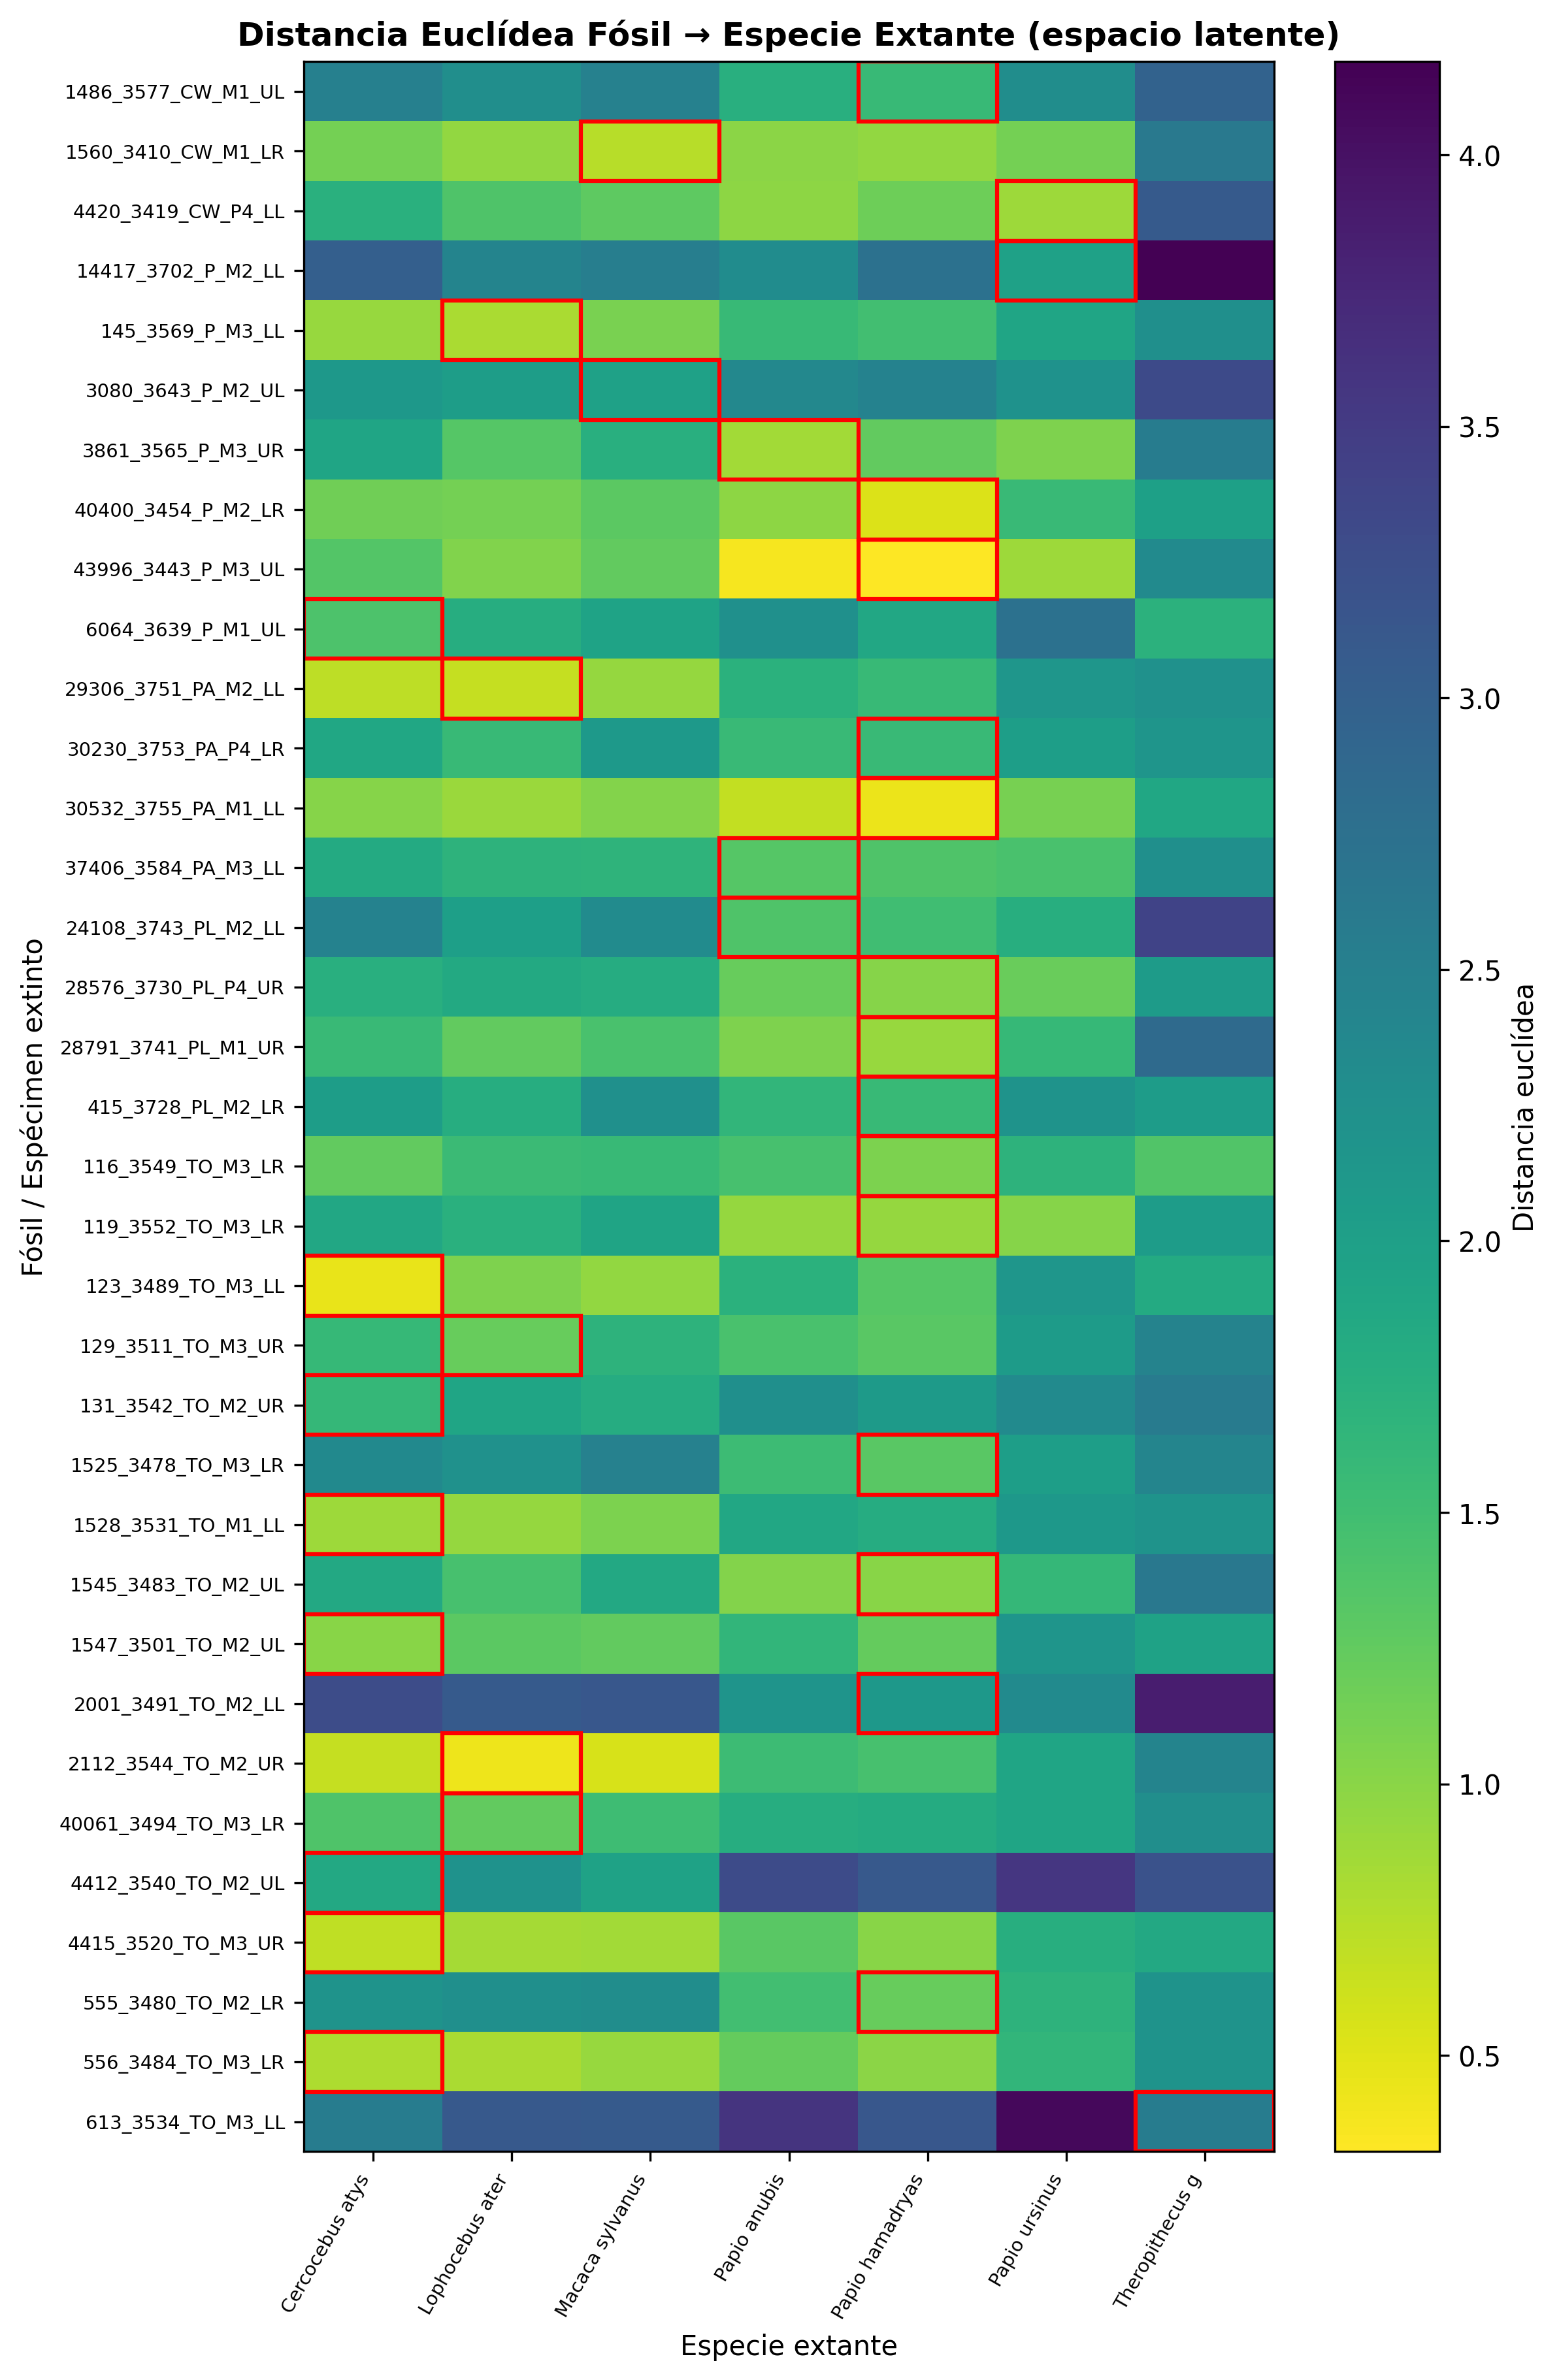 Distancia Euclídea Fósil → Especie Extante (espacio latente)
1486_3577_CW_M1_UL
1560_3410_CW_M1_LR
4420_3419_CW_P4_LL
14417_3702_P_M2_LL
145_3569_P_M3_LL
3080_3643_P_M2_UL
3861_3565_P_M3_UR
40400_3454_P_M2_LR
43996_3443_P_M3_UL
6064_3639_P_M1_UL
29306_3751_PA_M2_LL
30230_3753_PA_P4_LR
30532_3755_PA_M1_LL
37406_3584_PA_M3_LL
24108_3743_PL_M2_LL
28576_3730_PL_P4_UR
28791_3741_PL_M1_UR
415_3728_PL_M2_LR
116_3549_TO_M3_LR
119_3552_TO_M3_LR
123_3489_TO_M3_LL
129_3511_TO_M3_UR
131_3542_TO_M2_UR
1525_3478_TO_M3_LR
1528_3531_TO_M1_LL
1545_3483_TO_M2_UL
1547_3501_TO_M2_UL
2001_3491_TO_M2_LL
2112_3544_TO_M2_UR
40061_3494_TO_M3_LR
4412_3540_TO_M2_UL
4415_3520_TO_M3_UR
555_3480_TO_M2_LR
556_3484_TO_M3_LR
613_3534_TO_M3_LL
Fósil / Espécimen extinto
Cercocebus atys
Lophocebus ater
Macaca sylvanus
Papio anubis
Papio hamadryas
Papio ursinus
Theropithecus g
Especie extante
4.0
3.5
3.0
2.5
2.0
1.5
1.0
0.5
Distancia euclídea